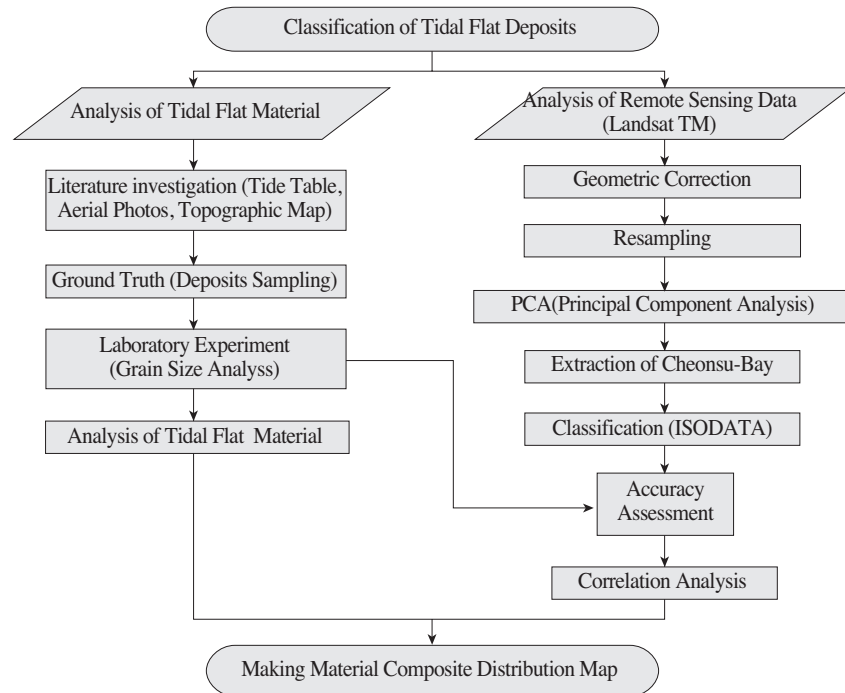 Classification of Tidal Flat Deposits
Analysis of Tidal Flat Material
Literature investigation (Tide Table,
Aerial Photos, Topographic Map)
Ground Truth (Deposits Sampling)
Laboratory Experiment
(Grain Size Analyss)
Analysis of Tidal Flat Material
Analysis of Remote Sensing Data
(Landsat TM)
Geometric Correction
Resampling
PCA(Principal Component Analysis)
Extraction of Cheonsu-Bay
Classification (ISODATA)
Accuracy
Assessment
Correlation Analysis
Making Material Composite Distribution Map